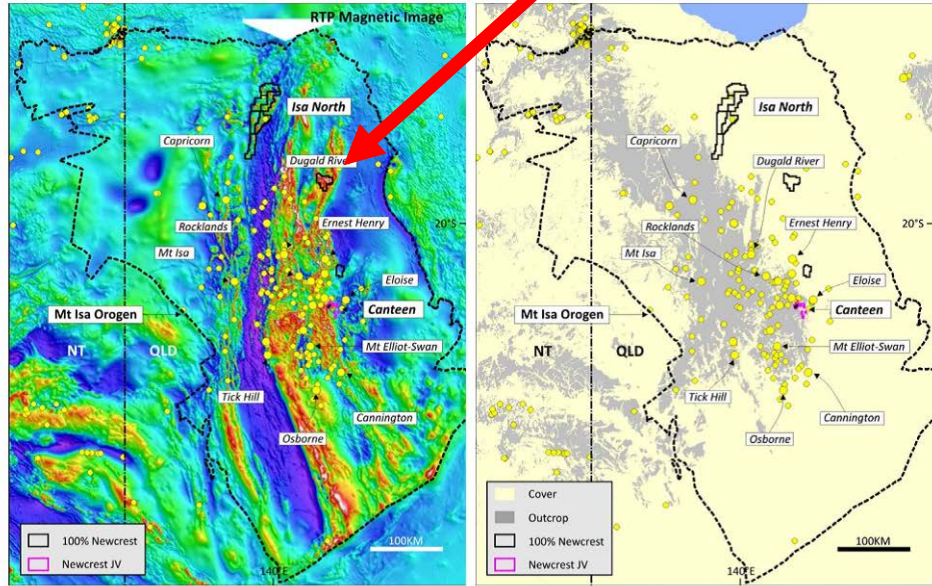 RTP Magnetic Image
Isa North
Capricorn
Dugald River
Rocklands
Ernest Henry
Mt Isa
Eloise
Canteen
Mt Isa Orogen
NT
QLD
Mt Elliot-Swan
Tick Hill
Cannington
Osborne
100% Newcrest
Newcrest JV
100KM
140°E
Isa North
Capricorn
Dugald River
20°S
Rocklands
Ernest Henry
Mt Isa
Eloise
Canteen
Mt Isa Orogen
NT
QLD
Mt Elliot-Swan
Tick Hill
Cannington
Osborne
Cover
Outcrop
100% Newcrest
Newcrest JV
100KM
140°E
20°S